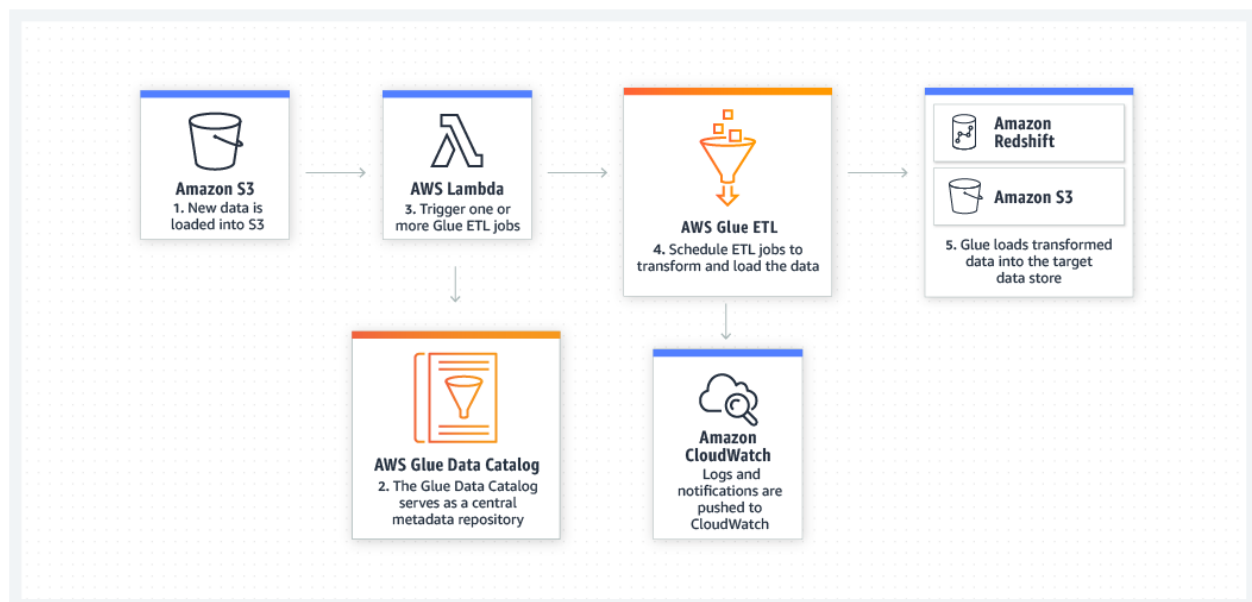 Amazon S3
1. New data is
loaded into S3
AWS Lambda
3. Trigger one or
more Glue ETL jobs
AWS Glue ETL
4. Schedule ETL jobs to
transform and load the data
Amazon
Redshift
Amazon S3
5. Glue loads transformed
data into the target
data store
AWS Glue Data Catalog
2. The Glue Data Catalog
serves as a central
metadata repository
Amazon
CloudWatch
Logs and
notifications are
pushed to
CloudWatch